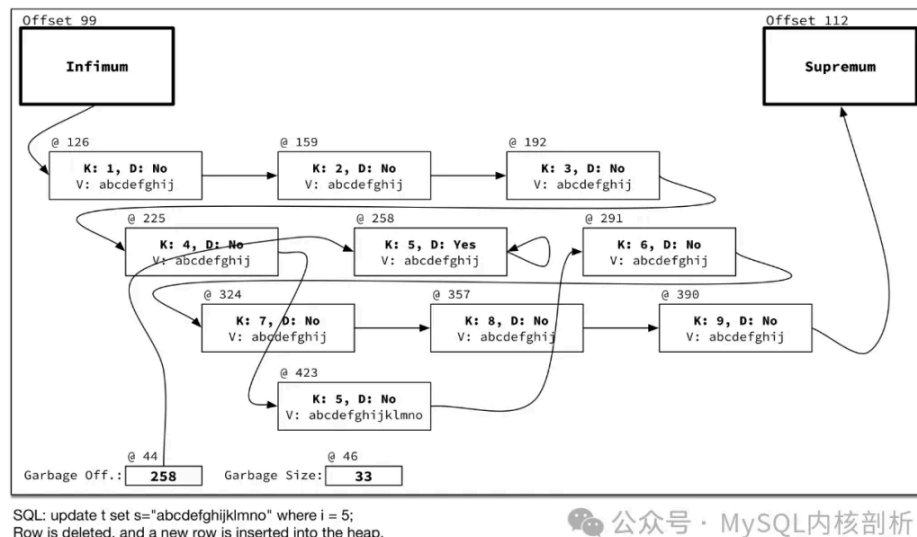 Offset 99
Offset 112
Infimum
Supremum
@ 126
@ 159
@ 192
K: 1, D: No
V: abcdefghij
K: 2, D: No
V: abcdefghij
K: 3, D: No
V: abcdefghij
@ 225
@ 258
@ 291
K: 4, D: No
V: abcdefghij
K: 5, D: Yes
V: abcdefghij
K: 6, D: No
V: abcdefghij
@ 324
@ 357
@ 390
K: 7, D: No
V: abcdefghij
K: 8, D: No
V: abcdefghij
K: 9, D: No
V: abcdefghij
@ 423
K: 5, D: No
V: abcdefghijklmno
@ 44
@ 46
Garbage Off.: 258
Garbage Size: 33
SQL: update t set s="abcdefghijklmno" where i = 5;
Row is deleted, and a new row is inserted into the heap.
公众号 · MySQL内核剖析